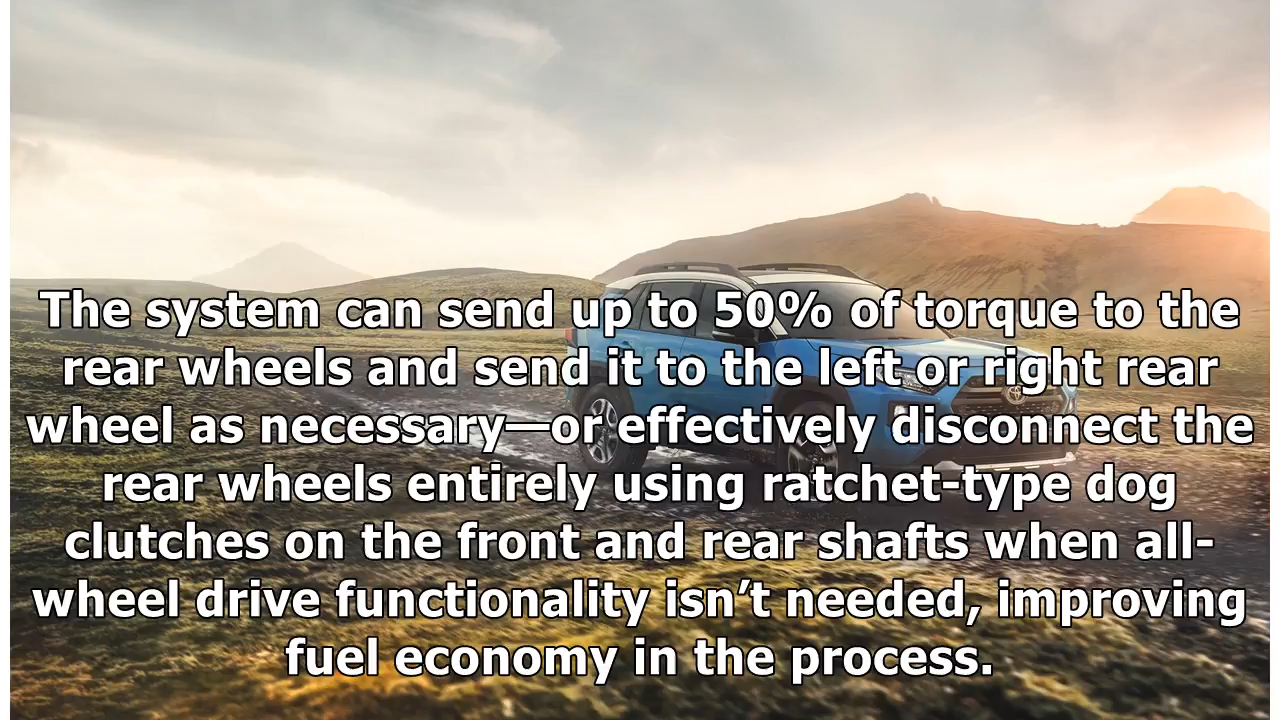 The system can send up to 50% of torque to the
rear wheels and send it to the left or right rear
wheel as necessary—or effectively disconnect the
rear wheels entirely using ratchet-type dog
clutches on the front and rear shafts when all-
wheel drive functionality isn’t needed, improving
fuel economy in the process.